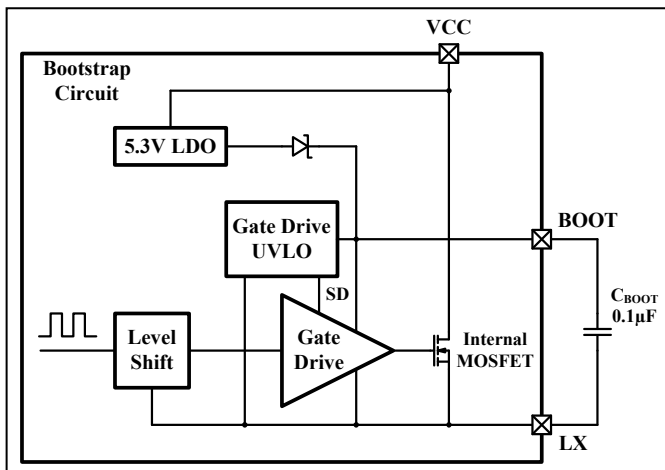 VCC
Bootstrap
Circuit
5.3V LDO
Gate Drive
UVLO
BOOT
SD
C_BOOT
0.1µF
Level
Shift
Gate
Drive
Internal
MOSFET
LX